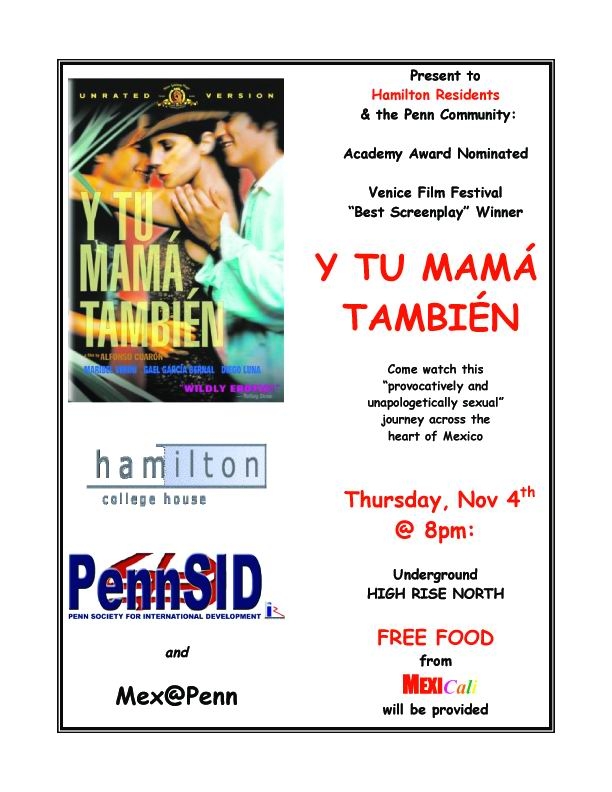 UNRATED VERSION
Y TU
MAMÁ
TAMBIÉN
a film by ALFONSO CUARÓN
MARIBEL VERDÚ GAEL GARCÍA BERNAL DIEGO LUNA
"WILDLY EROTIC!"
-Rolling Stone
hamilton
college house
PennSID
PENN SOCIETY FOR INTERNATIONAL DEVELOPMENT
and
Mex@Penn
Present to
Hamilton Residents
& the Penn Community:
Academy Award Nominated
Venice Film Festival
“Best Screenplay” Winner
Y TU MAMÁ
TAMBIÉN
Come watch this
“provocatively and
unapologetically sexual”
journey across the
heart of Mexico
Thursday, Nov 4th
@ 8pm:
Underground
HIGH RISE NORTH
FREE FOOD
from
MEXICali
will be provided